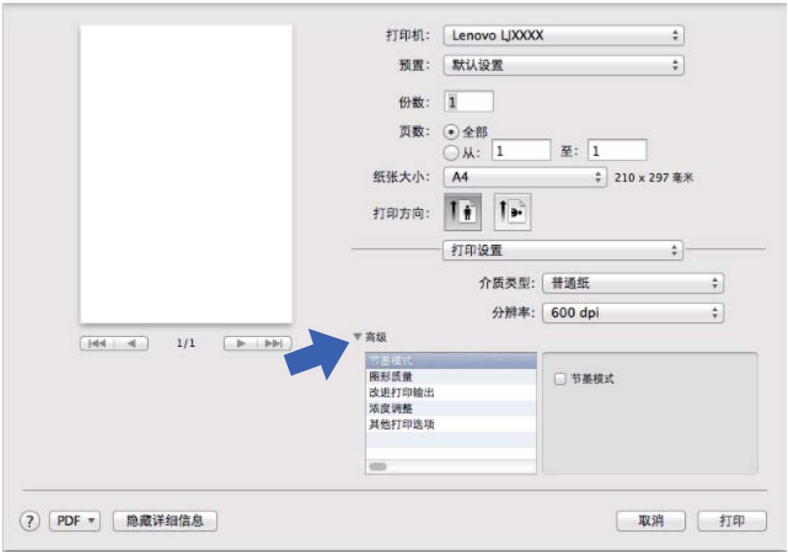 打印机: Lenovo LJXXXX
预置: 默认设置
份数: 1
页数: 全部
从: 1 至: 1
纸张大小: A4 210 x 297 毫米
打印方向:
打印设置
介质类型: 普通纸
分辨率: 600 dpi
1/1
高级
节墨模式
图形质量
改进打印输出
浓度调整
其他打印选项
节墨模式
? PDF 隐藏详细信息 取消 打印